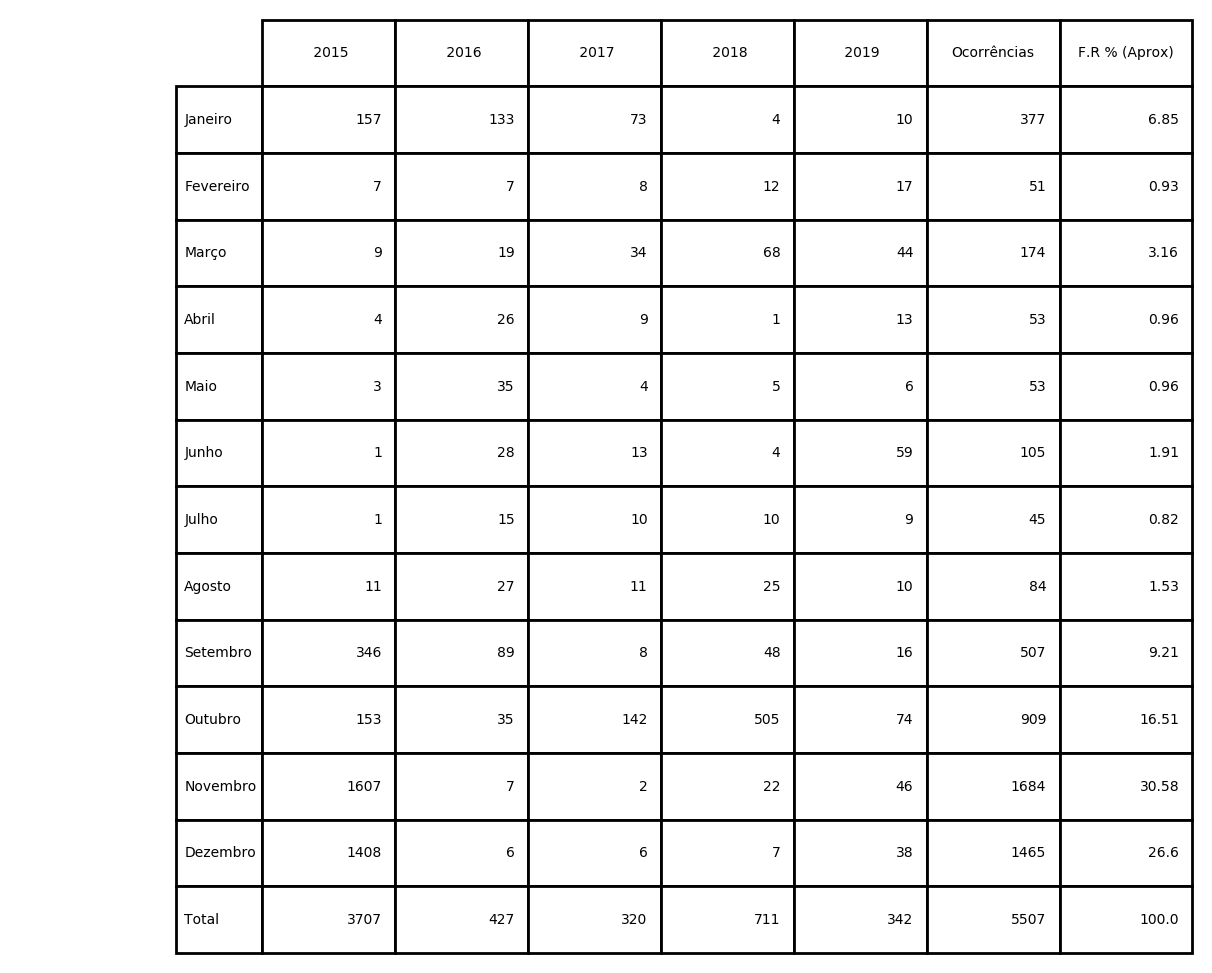 2015 2016 2017 2018 2019 Ocorrências F.R % (Aprox)
Janeiro 157 133 73 4 10 377 6.85
Fevereiro 7 7 8 12 17 51 0.93
Março 9 19 34 68 44 174 3.16
Abril 4 26 9 1 13 53 0.96
Maio 3 35 4 5 6 53 0.96
Junho 1 28 13 4 59 105 1.91
Julho 1 15 10 10 9 45 0.82
Agosto 11 27 11 25 10 84 1.53
Setembro 346 89 8 48 16 507 9.21
Outubro 153 35 142 505 74 909 16.51
Novembro 1607 7 2 22 46 1684 30.58
Dezembro 1408 6 6 7 38 1465 26.6
Total 3707 427 320 711 342 5507 100.0